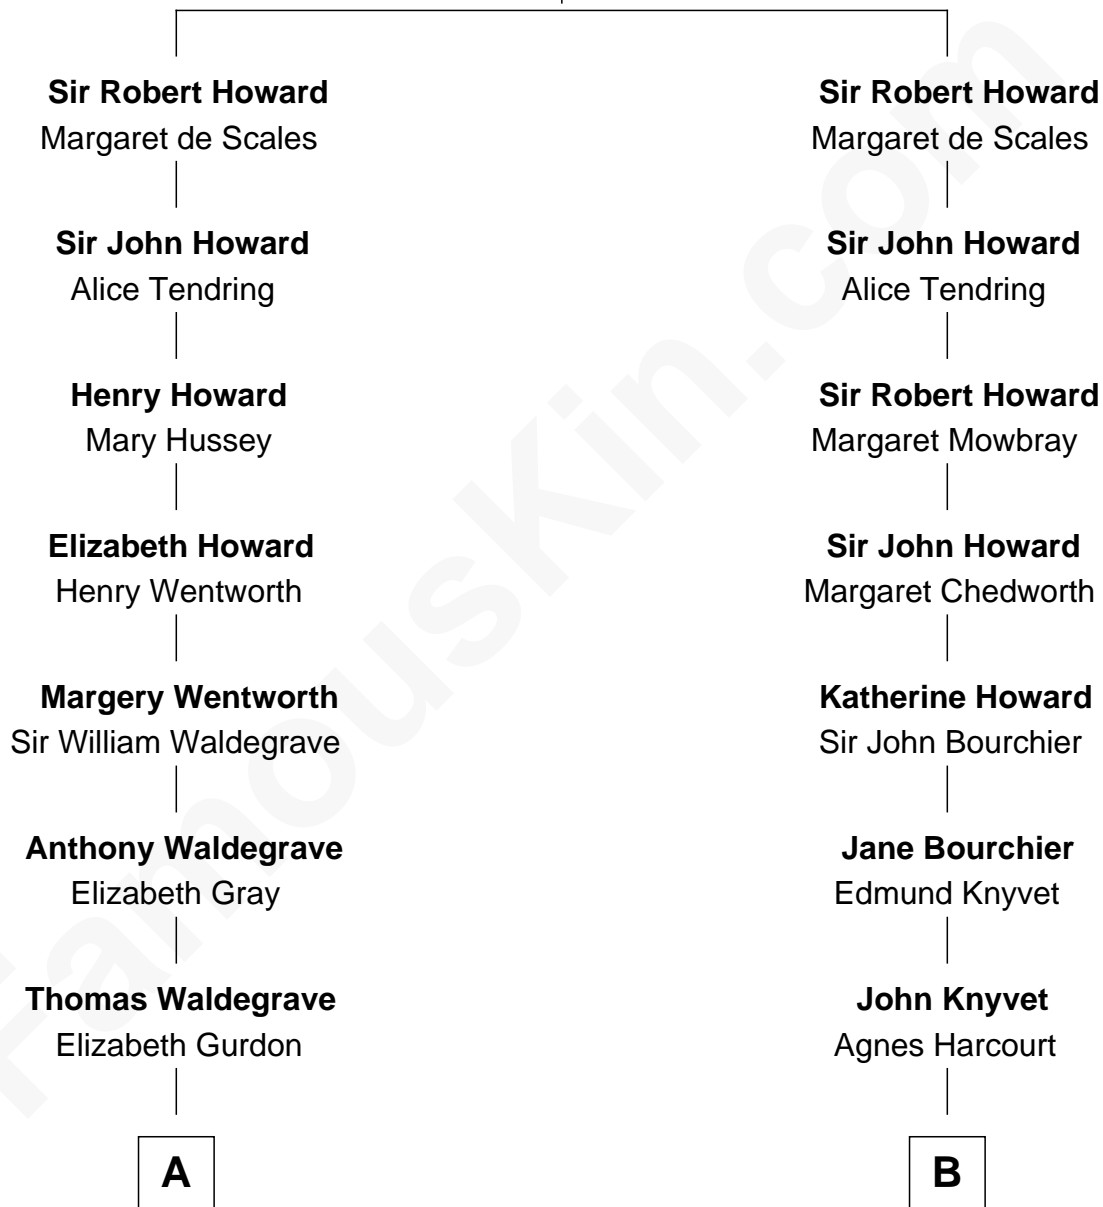 Sir Robert Howard
Margaret de Scales
Sir John Howard
Alice Tendring
Henry Howard
Mary Hussey
Elizabeth Howard
Henry Wentworth
Margery Wentworth
Sir William Waldegrave
Anthony Waldegrave
Elizabeth Gray
Thomas Waldegrave
Elizabeth Gurdon
A
Sir Robert Howard
Margaret de Scales
Sir John Howard
Alice Tendring
Sir Robert Howard
Margaret Mowbray
Sir John Howard
Margaret Chedworth
Katherine Howard
Sir John Bourchier
Jane Bourchier
Edmund Knyvet
John Knyvet
Agnes Harcourt
B
FamousKin.com